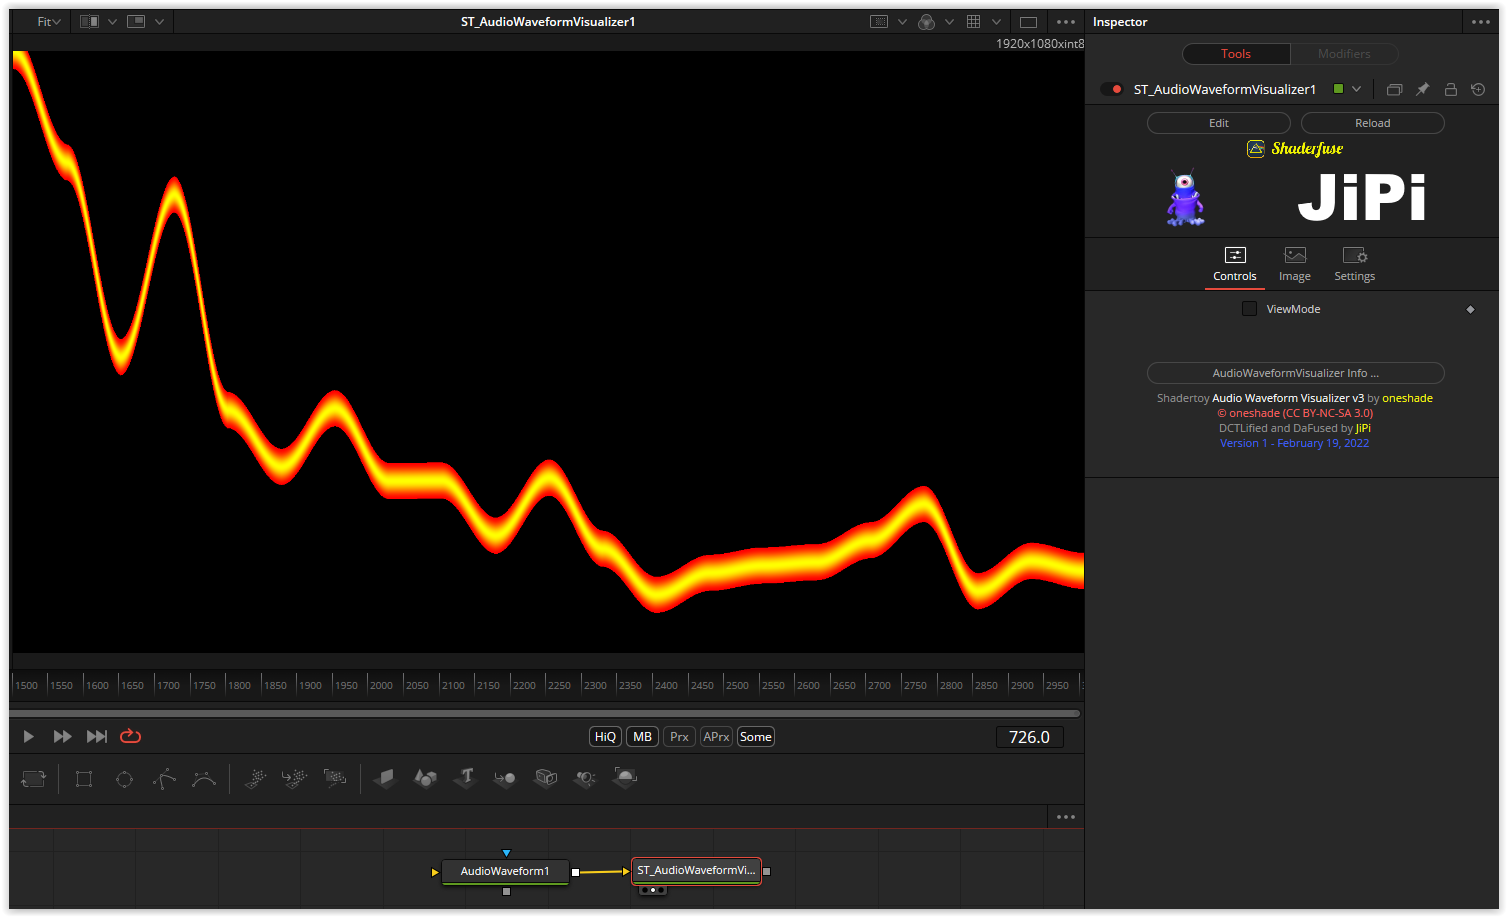 Fit
ST_AudioWaveformVisualizer1
Inspector
1920x1080xint8
Tools
Modifiers
ST_AudioWaveformVisualizer1
Edit
Reload
Shaderfuse
JiPi
Controls
Image
Settings
ViewMode
AudioWaveformVisualizer Info ...
Shadertoy Audio Waveform Visualizer v3 by oneshade
© oneshade (CC BY-NC-SA 3.0)
DCTLified and DaFused by JiPi
Version 1 - February 19, 2022
1500 1550 1600 1650 1700 1750 1800 1850 1900 1950 2000 2050 2100 2150 2200 2250 2300 2350 2400 2450 2500 2550 2600 2650 2700 2750 2800 2850 2900 2950
HiQ
MB
Prx
APrx
Some
726.0
T
AudioWaveform1
ST_AudioWaveformVi...